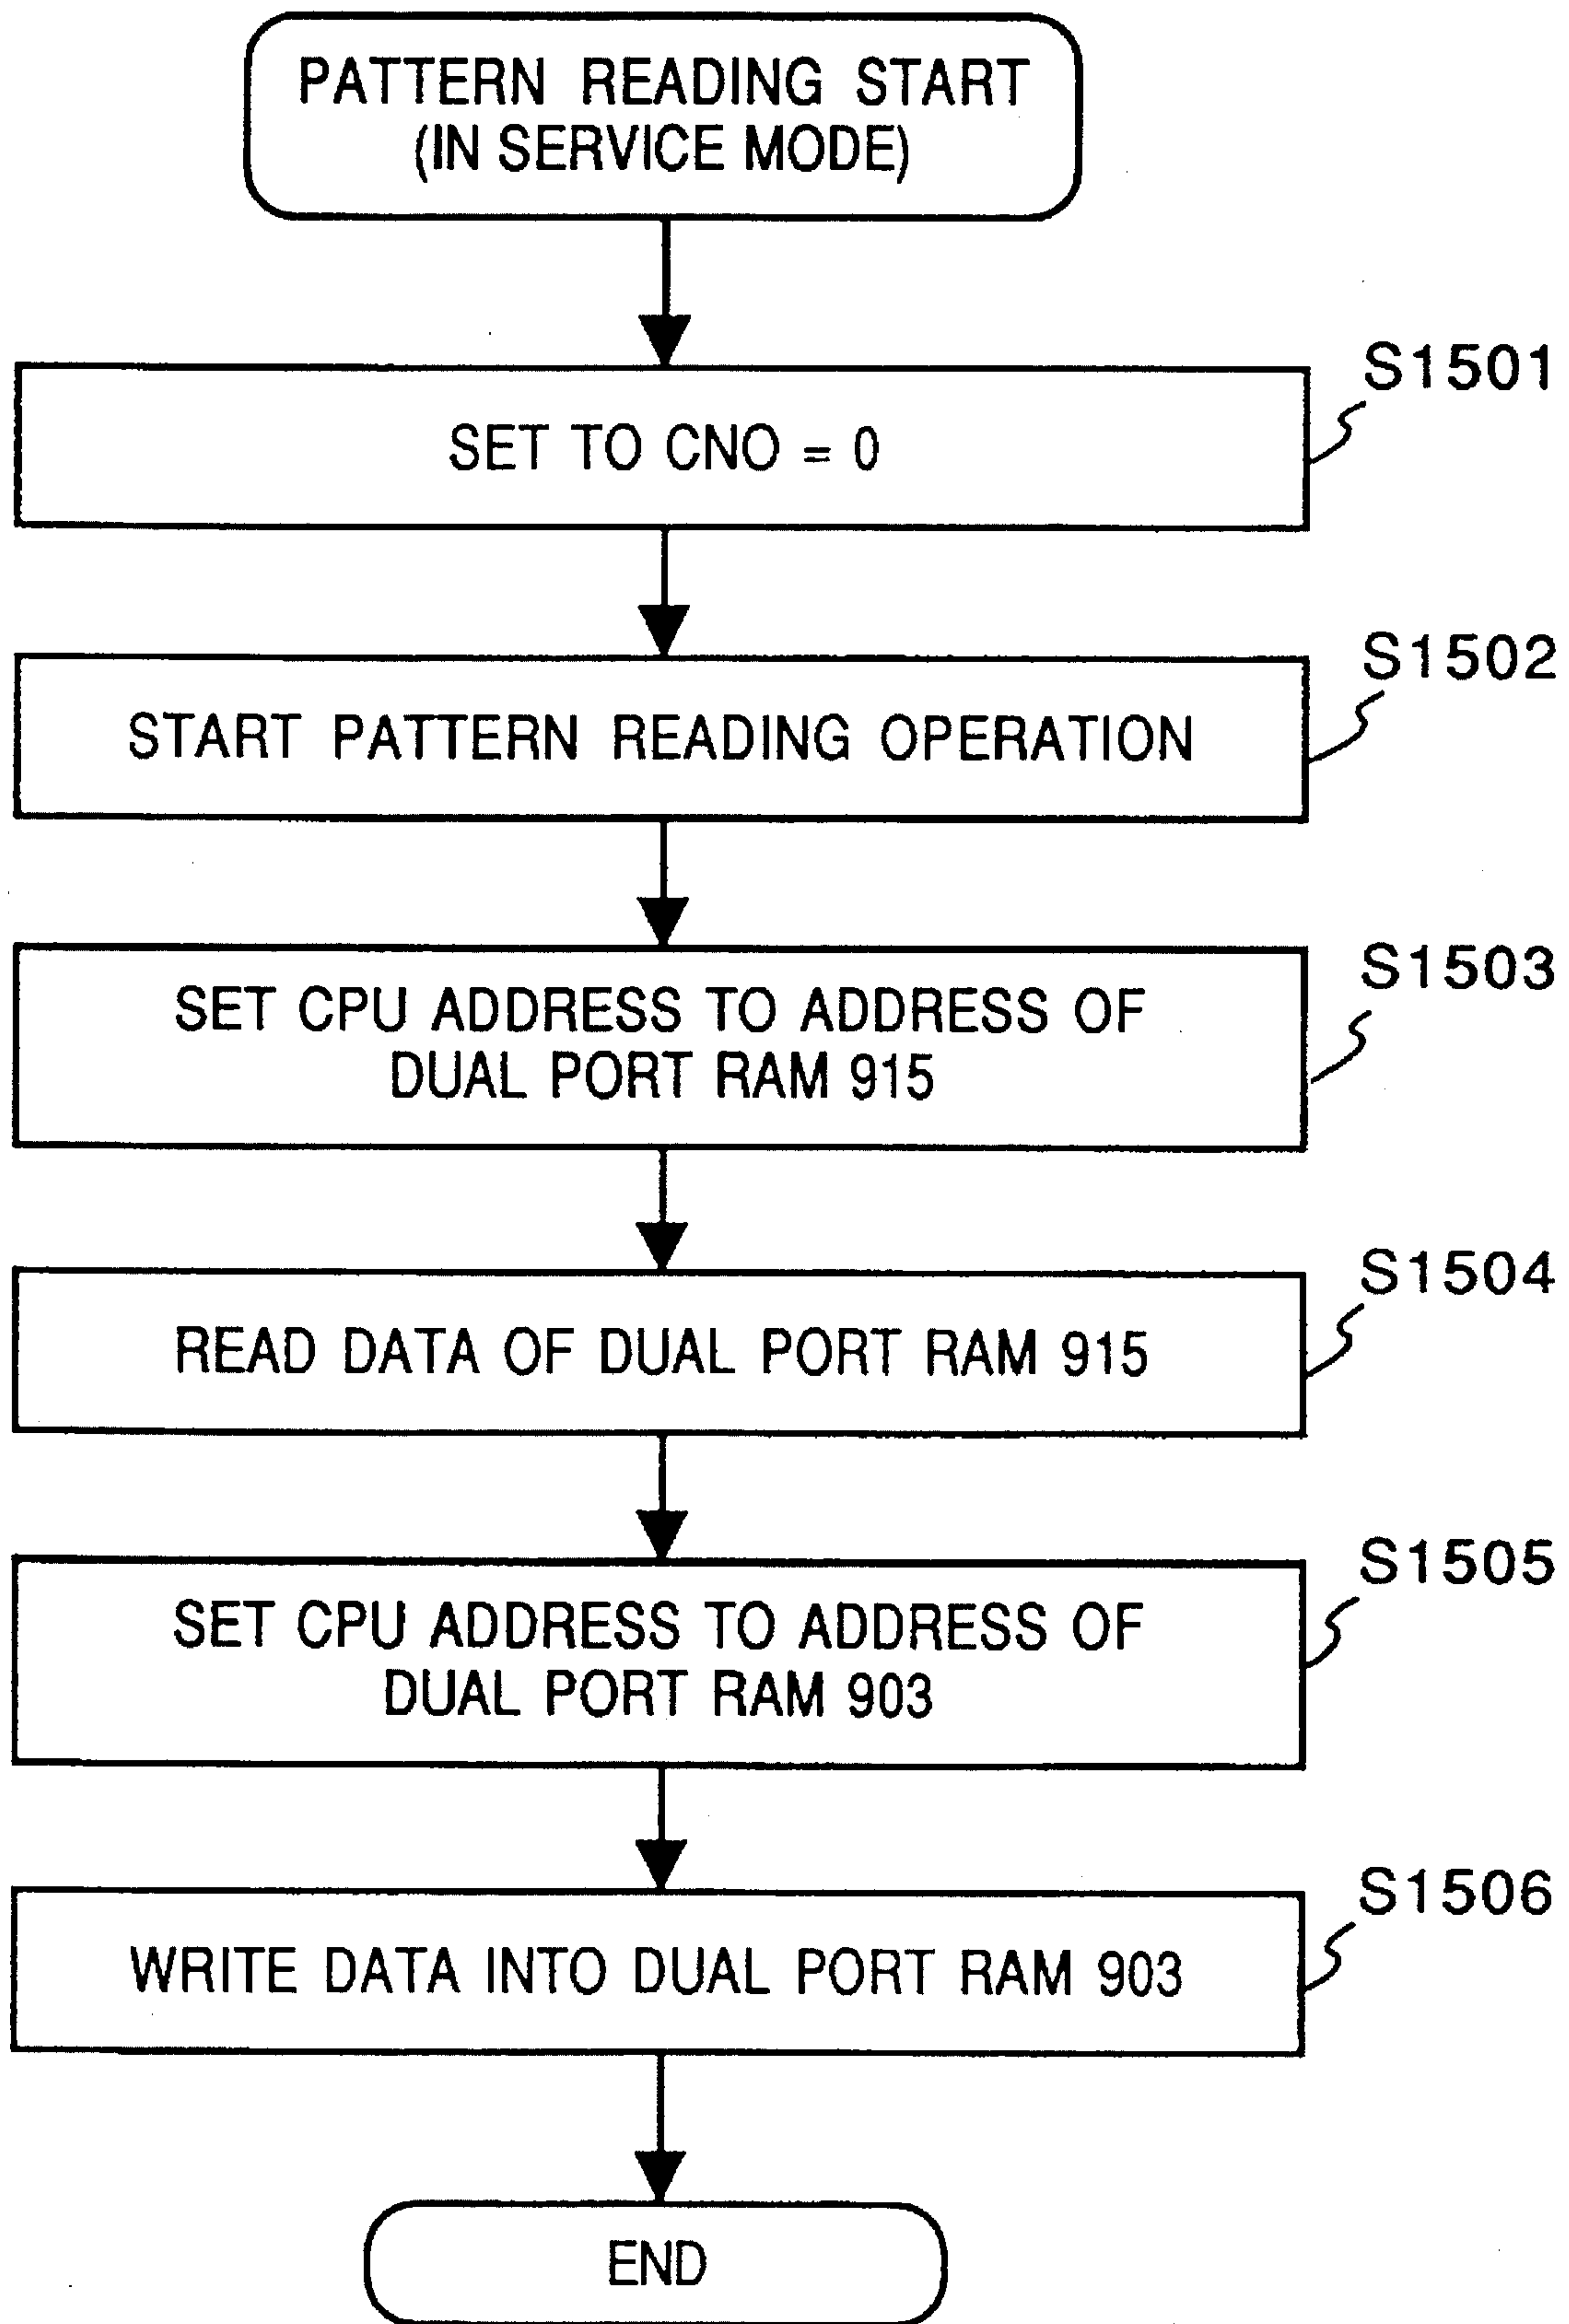 PATTERN READING START
(IN SERVICE MODE)
S1501
SET TO CNO = 0
S1502
START PATTERN READING OPERATION
S1503
SET CPU ADDRESS TO ADDRESS OF
DUAL PORT RAM 915
S1504
READ DATA OF DUAL PORT RAM 915
S1505
SET CPU ADDRESS TO ADDRESS OF
DUAL PORT RAM 903
S1506
WRITE DATA INTO DUAL PORT RAM 903
END